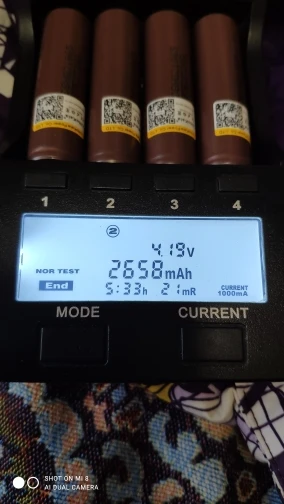 1 2 3 4
2
4.19V
NOR TEST 2658mAh
End 5:33h 21mR CURRENT 1000mA
MODE CURRENT
SHOT ON MI 8
AI DUAL CAMERA